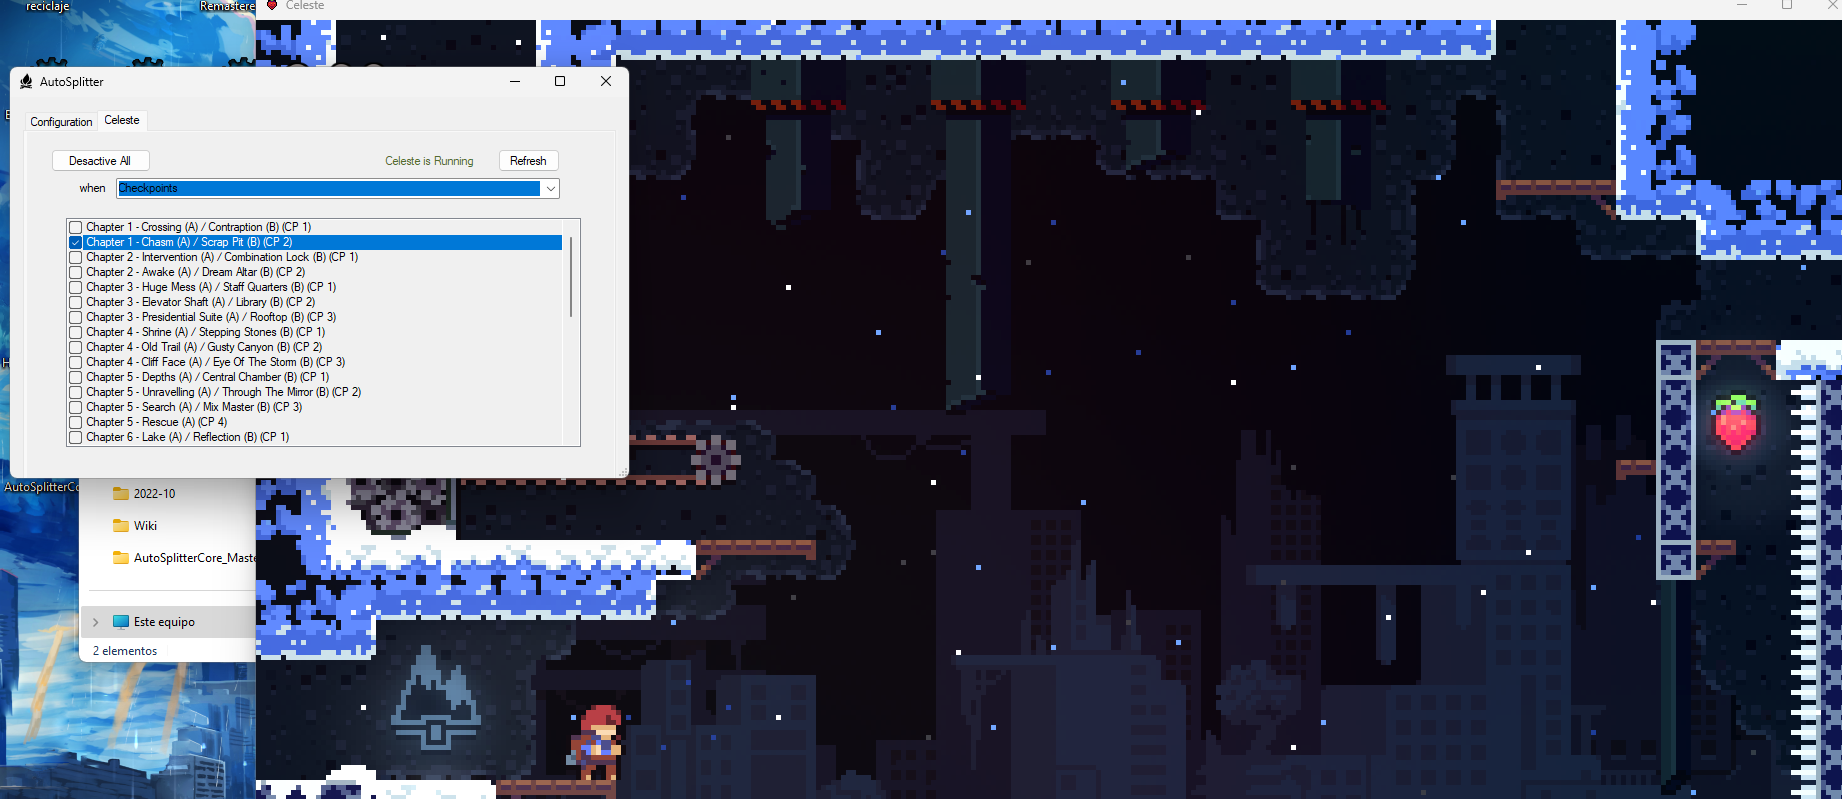 reciclaje
Remastere
Celeste
AutoSplitter
Configuration
Celeste
Desactive All
Celeste is Running
Refresh
when
Checkpoints
Chapter 1 - Crossing (A) / Contraption (B) (CP 1)
Chapter 1 - Chasm (A) / Scrap Pit (B) (CP 2)
Chapter 2 - Intervention (A) / Combination Lock (B) (CP 1)
Chapter 2 - Awake (A) / Dream Altar (B) (CP 2)
Chapter 3 - Huge Mess (A) / Staff Quarters (B) (CP 1)
Chapter 3 - Elevator Shaft (A) / Library (B) (CP 2)
Chapter 3 - Presidential Suite (A) / Rooftop (B) (CP 3)
Chapter 4 - Shrine (A) / Stepping Stones (B) (CP 1)
Chapter 4 - Old Trail (A) / Gusty Canyon (B) (CP 2)
Chapter 4 - Cliff Face (A) / Eye Of The Storm (B) (CP 3)
Chapter 5 - Depths (A) / Central Chamber (B) (CP 1)
Chapter 5 - Unravelling (A) / Through The Mirror (B) (CP 2)
Chapter 5 - Search (A) / Mix Master (B) (CP 3)
Chapter 5 - Rescue (A) (CP 4)
Chapter 6 - Lake (A) / Reflection (B) (CP 1)
AutoSplitterCo
2022-10
Wiki
AutoSplitterCore_Maste
Este equipo
2 elementos